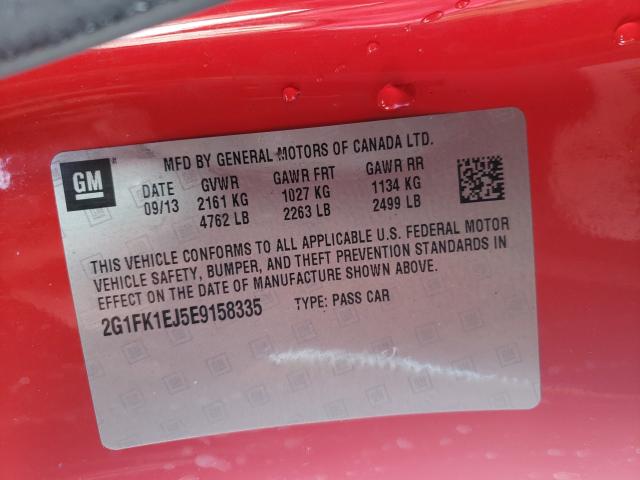 GM
MFD BY GENERAL MOTORS OF CANADA LTD.
DATE GVWR GAWR FRT GAWR RR
09/13 2161 KG 1027 KG 1134 KG
4762 LB 2263 LB 2499 LB
THIS VEHICLE CONFORMS TO ALL APPLICABLE U.S. FEDERAL MOTOR
VEHICLE SAFETY, BUMPER, AND THEFT PREVENTION STANDARDS IN
EFFECT ON THE DATE OF MANUFACTURE SHOWN ABOVE.
2G1FK1EJ5E9158335 TYPE: PASS CAR